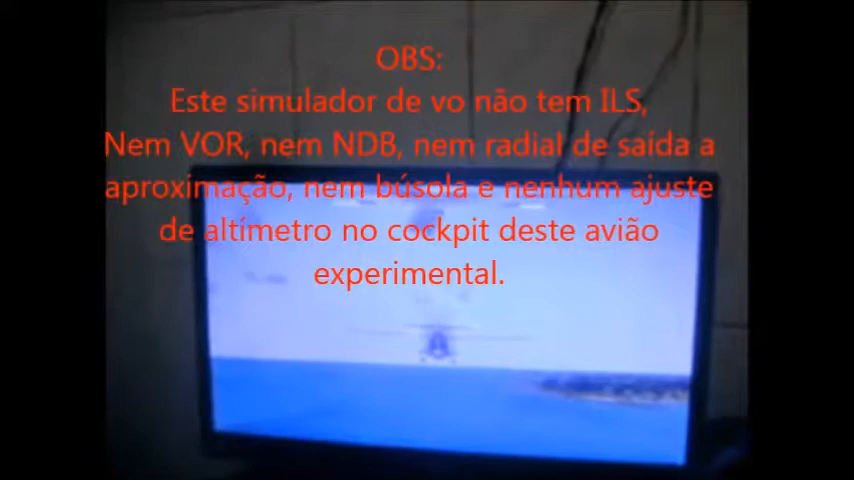 OBS:
Este simulador de vo não tem ILS,
Nem VOR, nem NDB, nem radial de saída a
aproximação, nem búsola e nenhum ajuste
de altímetro no cockpit deste avião
experimental.